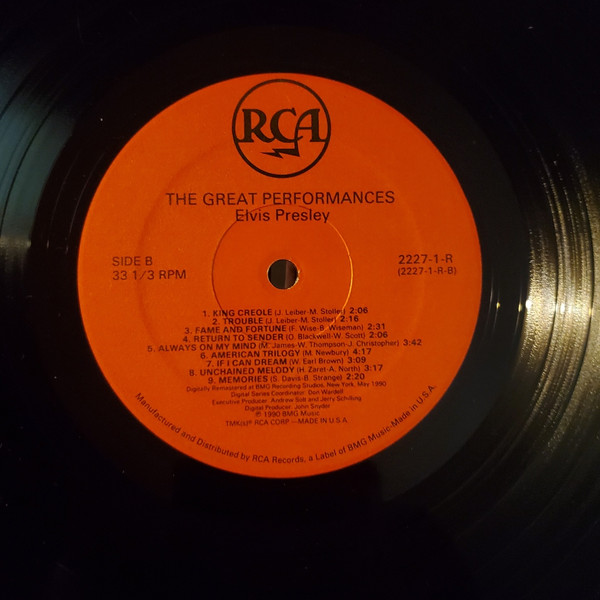 RCA
THE GREAT PERFORMANCES
Elvis Presley
SIDE B
33 1/3 RPM
2227-1-R
(2227-1-R-B)
1. KING CREOLE (J. Leiber-M. Stoller) 2:06
2. TROUBLE (J. Leiber-M. Stoller) 2:16
3. FAME AND FORTUNE (F. Wise-B. Wiseman) 2:31
4. RETURN TO SENDER (O. Blackwell-W. Scott) 2:06
5. ALWAYS ON MY MIND (M. James-W. Thompson-J. Christopher) 3:42
6. AMERICAN TRILOGY (M. Newbury) 4:17
7. IF I CAN DREAM (W. Earl Brown) 3:09
8. UNCHAINED MELODY (H. Zaret-A. North) 3:17
9. MEMORIES (S. Davis-B. Strange) 2:20
Digitally Remastered at BMG Recording Studios, New York, May 1990
Digital Series Coordinator: Don Wardell
Executive Producer: Andrew Solt and Jerry Schilling
Digital Producer: John Snyder
℗ 1990 BMG Music
TMK(s)® RCA CORP.—MADE IN U.S.A.
Manufactured and Distributed by RCA Records, a Label of BMG Music-Made in U.S.A.